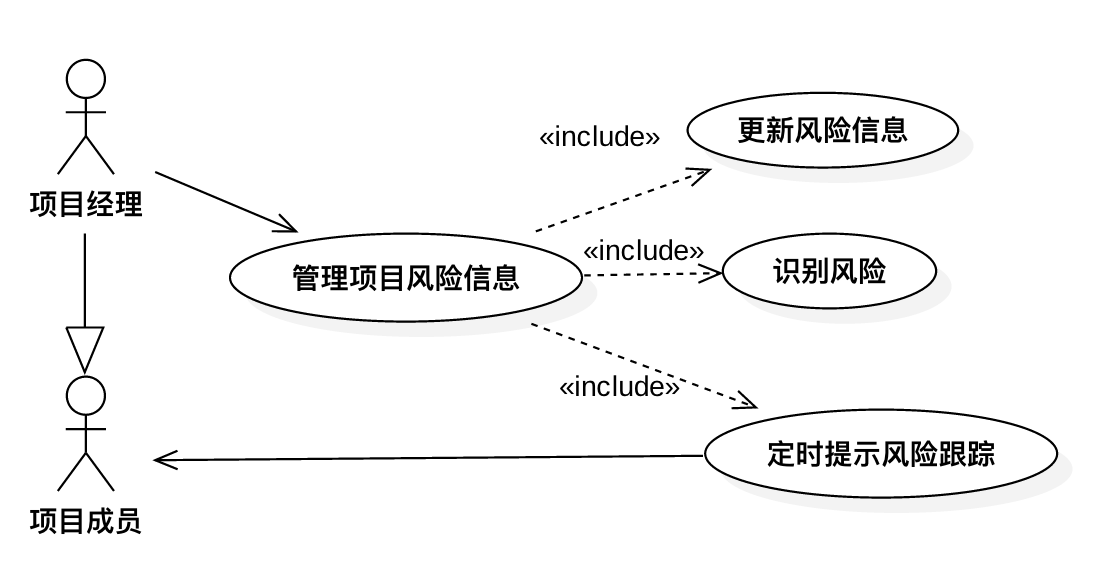 «include»
更新风险信息
项目经理
«include»
管理项目风险信息
识别风险
«include»
定时提示风险跟踪
项目成员